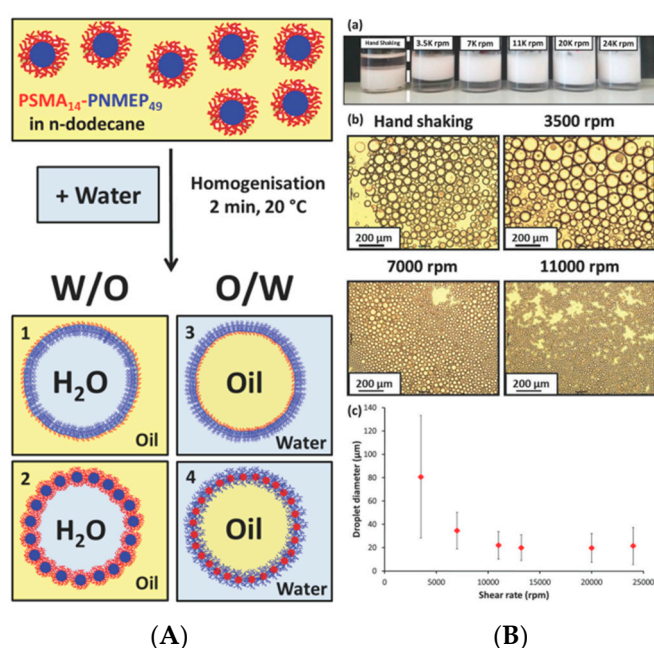 PSMA14-PNMEP49
in n-dodecane
+ Water
Homogenisation
2 min, 20 °C
W/O
O/W
1
H2O
Oil
3
Oil
Water
2
H2O
Oil
4
Oil
Water
(A)
(a)
Hand Shaking
3.5K rpm
7K rpm
11K rpm
20K rpm
24K rpm
(b)
Hand shaking
3500 rpm
200 µm
200 µm
7000 rpm
11000 rpm
200 µm
200 µm
(c)
Droplet diameter (µm)
140
120
100
80
60
40
20
0
0
5000
10000
15000
20000
25000
Shear rate (rpm)
(B)